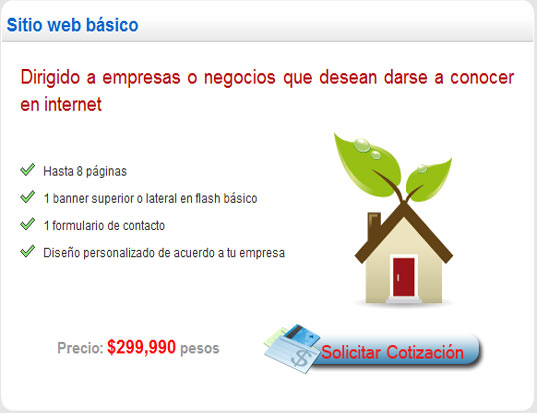 Sitio web básico
Dirigido a empresas o negocios que desean darse a conocer
en internet
Hasta 8 páginas
1 banner superior o lateral en flash básico
1 formulario de contacto
Diseño personalizado de acuerdo a tu empresa
Precio: $299,990 pesos
$ Solicitar Cotización